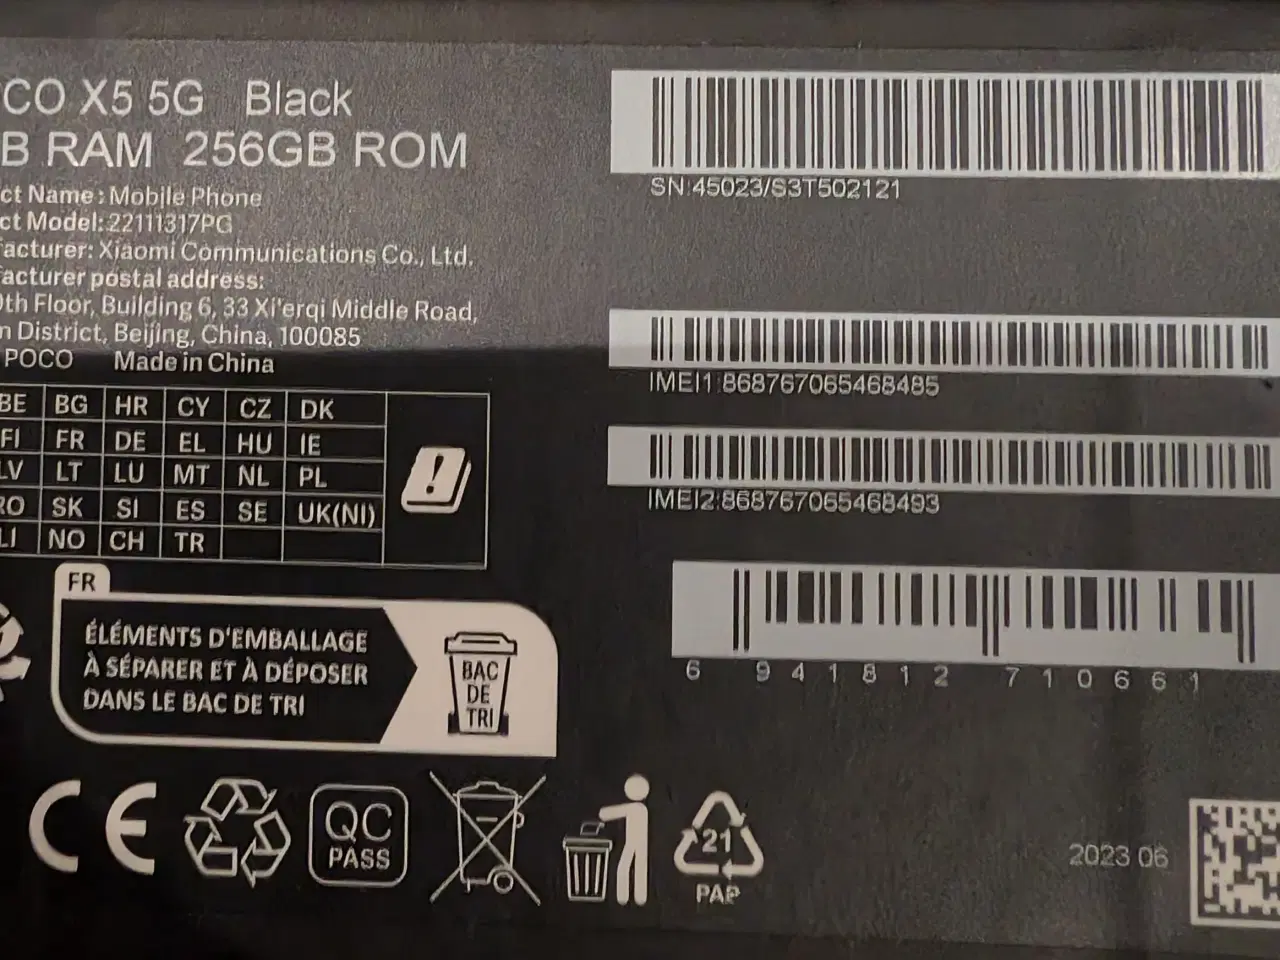 CO X5 5G Black
B RAM 256GB ROM
ct Name: Mobile Phone
ct Model: 22111317PG
facturer: Xiaomi Communications Co., Ltd.
facturer postal address:
0th Floor, Building 6, 33 Xi'erqi Middle Road,
n District, Beijing, China, 100085
POCO Made in China
BE BG HR CY CZ DK
FI FR DE EL HU IE
LV LT LU MT NL PL
RO SK SI ES SE UK(NI)
LI NO CH TR
FR
ÉLÉMENTS D'EMBALLAGE
À SÉPARER ET À DÉPOSER
DANS LE BAC DE TRI
BAC
DE
TRI
CE
QC
PASS
21
PAP
SN:45023/S3T502121
IMEI1:868767065468485
IMEI2:868767065468493
6 941812 710661
2023 06